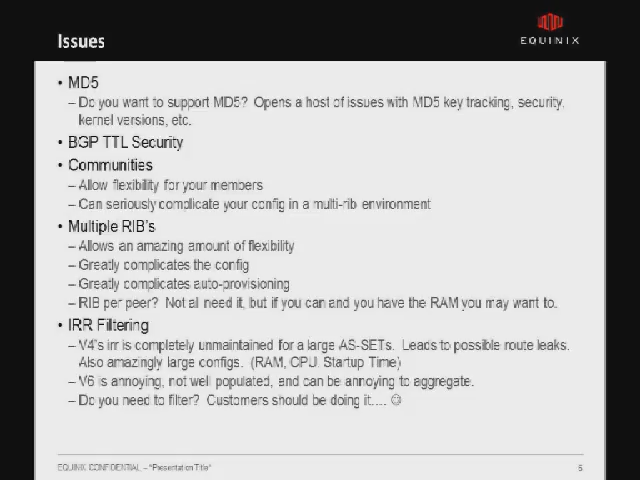 Issues
EQUINIX
• MD5
– Do you want to support MD5? Opens a host of issues with MD5 key tracking, security,
kernel versions, etc.
• BGP TTL Security
• Communities
– Allow flexibility for your members
– Can seriously complicate your config in a multi-rib environment
• Multiple RIB's
– Allows an amazing amount of flexibility
– Greatly complicates the config
– Greatly complicates auto-provisioning
– RIB per peer? Not all need it, but if you can and you have the RAM you may want to.
• IRR Filtering
– V4's irr is completely unmaintained for a large AS-SETs. Leads to possible route leaks.
Also amazingly large configs. (RAM, CPU, Startup Time)
– V6 is annoying, not well populated, and can be annoying to aggregate.
– Do you need to filter? Customers should be doing it..... ☺
EQUINIX CONFIDENTIAL – "Presentation Title"